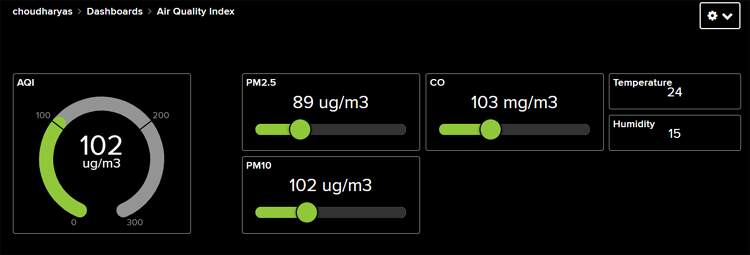 choudharyas > Dashboards > Air Quality Index
AQI
100
200
102
ug/m3
0
300
PM2.5
89 ug/m3
CO
103 mg/m3
Temperature
24
Humidity
15
PM10
102 ug/m3